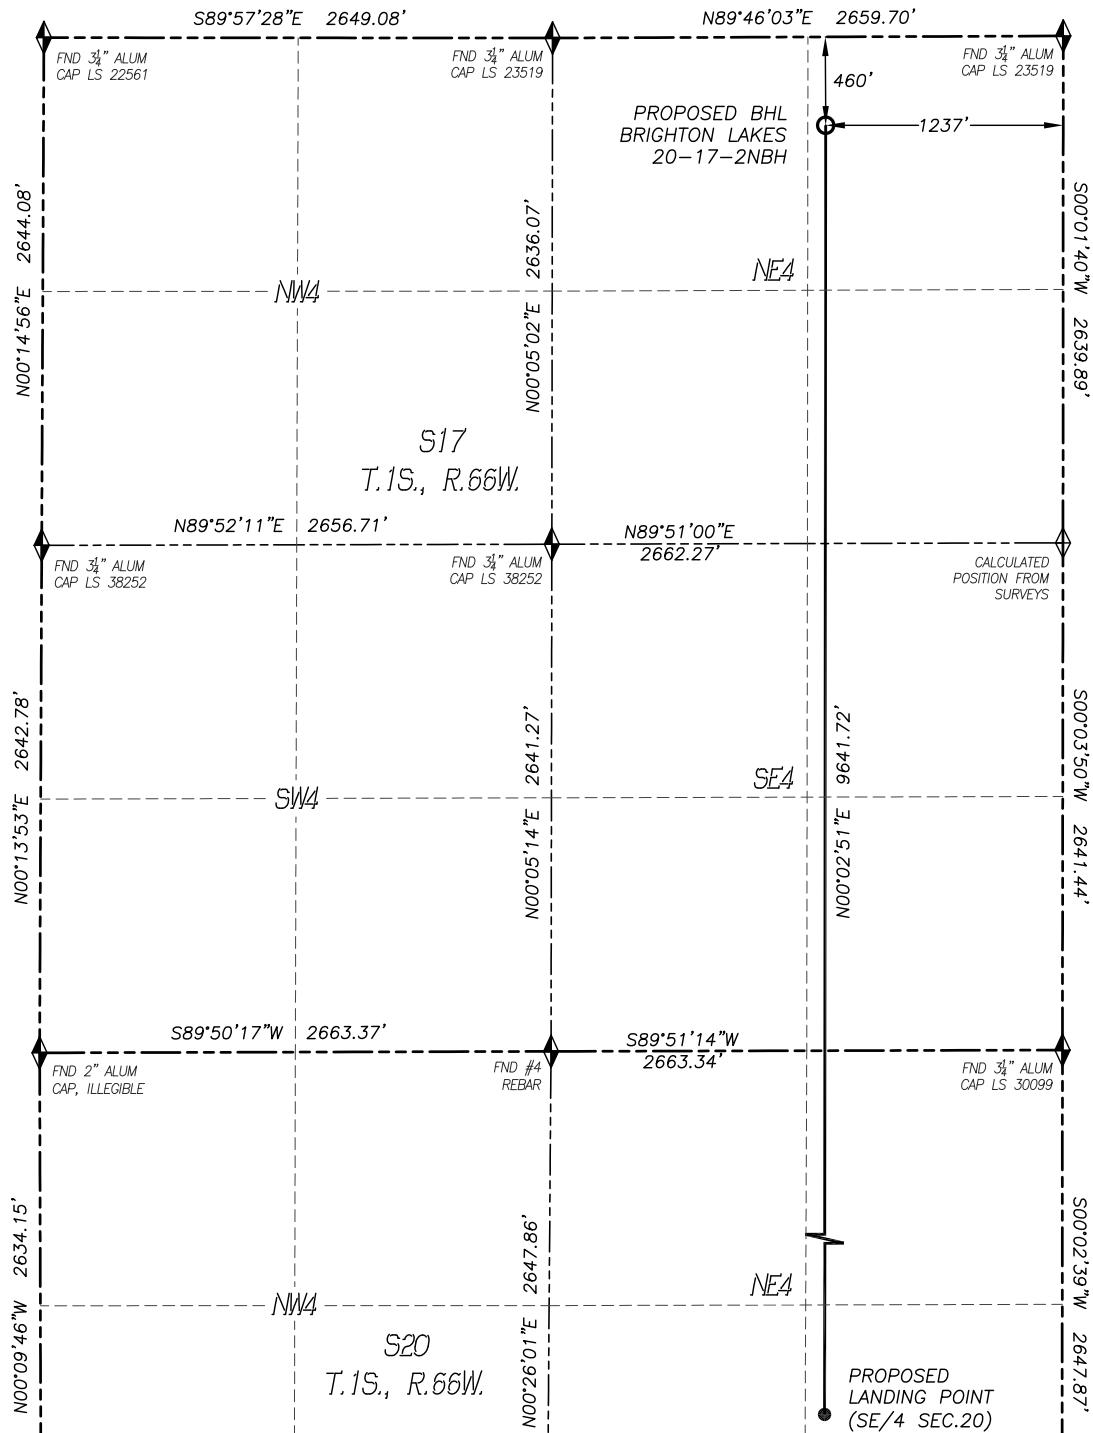 S89°57'28"E 2649.08'
N89°46'03"E 2659.70'
FND 3¼" ALUM
CAP LS 22561
FND 3¼" ALUM
CAP LS 23519
FND 3¼" ALUM
CAP LS 23519
460'
PROPOSED BHL
BRIGHTON LAKES
20-17-2NBH
1237'
N00°14'56"E 2644.08'
N00°05'02"E 2636.07'
S00°01'40"W 2639.89'
NW4
NE4
S17
T.1S., R.66W.
N89°52'11"E 2656.71'
N89°51'00"E
2662.27'
FND 3¼" ALUM
CAP LS 38252
FND 3¼" ALUM
CAP LS 38252
CALCULATED
POSITION FROM
SURVEYS
N00°13'53"E 2642.78'
N00°05'14"E 2641.27'
N00°02'51"E 9641.72'
S00°03'50"W 2641.44'
SW4
SE4
S89°50'17"W 2663.37'
S89°51'14"W
2663.34'
FND 2" ALUM
CAP, ILLEGIBLE
FND #4
REBAR
FND 3¼" ALUM
CAP LS 30099
N00°09'46"W 2634.15'
N00°26'01"E 2647.86'
S00°02'39"W 2647.87'
NW4
NE4
S20
T.1S., R.66W.
PROPOSED
LANDING POINT
(SE/4 SEC.20)